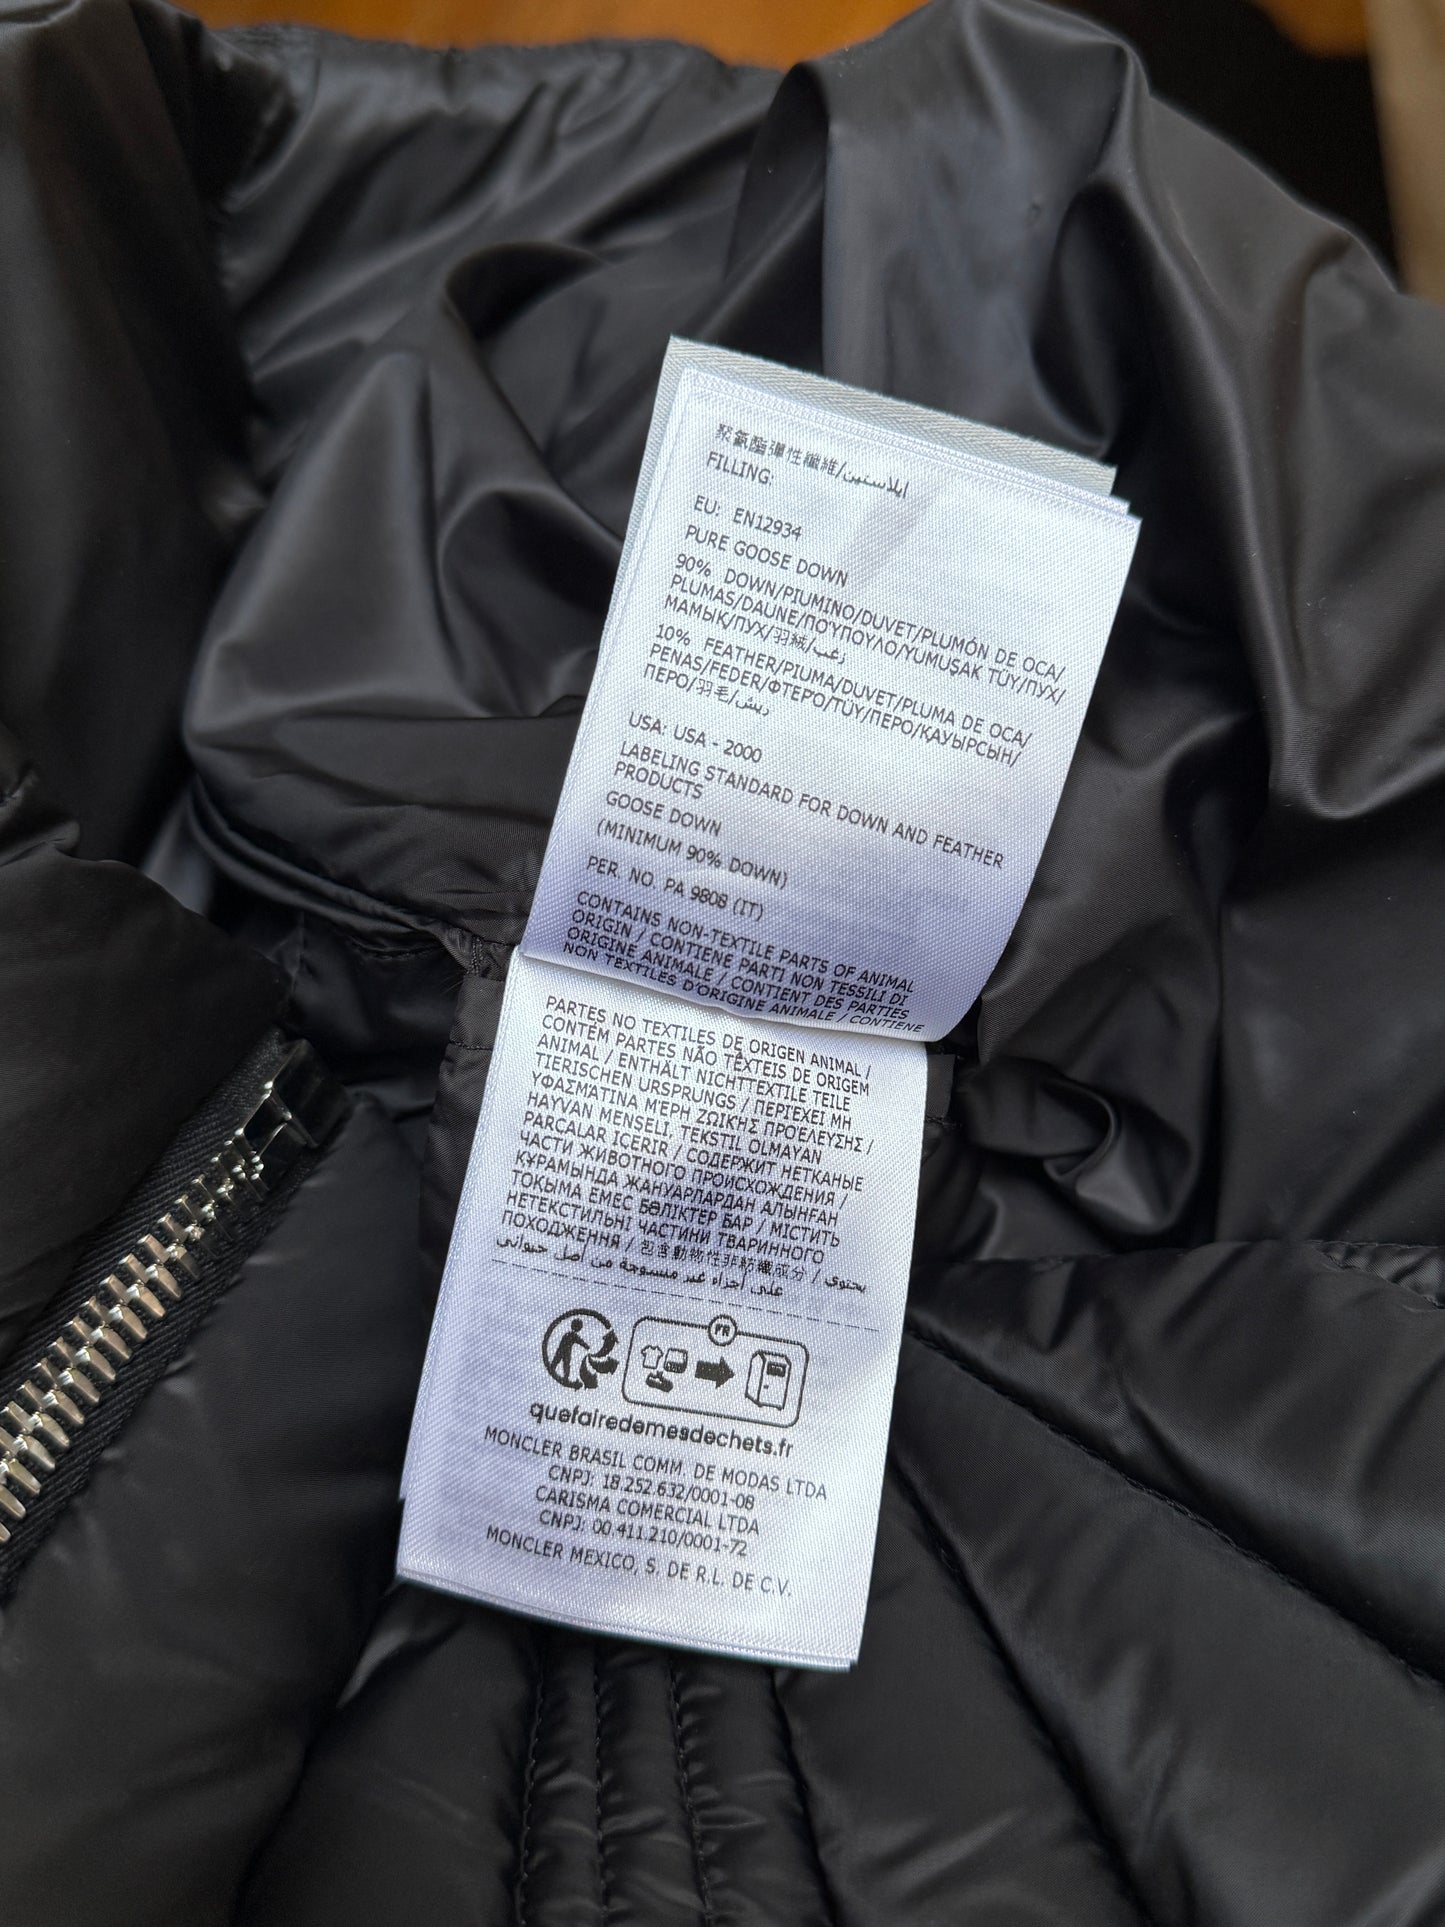 聚氨酯彈性纖維/ايلاستين
FILLING:
EU: EN12934
PURE GOOSE DOWN
90% DOWN/PIUMINO/DUVET/PLUMÓN DE OCA/
PLUMAS/DAUNE/ΠΟΎΠΟΥΛΟ/YUMUŞAK TÜY/ПУХ/
МАМЫҚ/ПУХ/羽絨/زغب
10% FEATHER/PIUMA/DUVET/PLUMA DE OCA/
PENAS/FEDER/ΦΤΕΡΟ/TÜY/ПЕРО/ҚАУЫРСЫН/
ПЕРО/羽毛/ريش
USA: USA - 2000
LABELING STANDARD FOR DOWN AND FEATHER
PRODUCTS
GOOSE DOWN
(MINIMUM 90% DOWN)
PER. NO. PA 9808 (IT)
CONTAINS NON-TEXTILE PARTS OF ANIMAL
ORIGIN / CONTIENE PARTI NON TESSILI DI
ORIGINE ANIMALE / CONTIENT DES PARTIES
NON TEXTILES D'ORIGINE ANIMALE / CONTIENE
PARTES NO TEXTILES DE ORIGEN ANIMAL /
CONTÉM PARTES NÃO TÊXTEIS DE ORIGEM
ANIMAL / ENTHÄLT NICHTTEXTILE TEILE
TIERISCHEN URSPRUNGS / ΠΕΡΙΈΧΕΙ ΜΗ
ΥΦΑΣΜΑΤΙΝΑ ΜΈΡΗ ΖΩΙΚΉΣ ΠΡΟΈΛΕΥΣΗΣ /
HAYVAN MENSELİ, TEKSTİL OLMAYAN
PARÇALAR İÇERİR / СОДЕРЖИТ НЕТКАНЫЕ
ЧАСТИ ЖИВОТНОГО ПРОИСХОЖДЕНИЯ /
ҚҰРАМЫНДА ЖАНУАРЛАРДАН АЛЫНҒАН
ТОКЫМА ЕМЕС БӨЛІКТЕР БАР / МІСТИТЬ
НЕТЕКСТИЛЬНІ ЧАСТИНИ ТВАРИННОГО
ПОХОДЖЕННЯ / 包含動物性非紡織成分 / يحتوي
على أجزاء غير منسوجة من أصل حيواني
FR
quefairedemesdechets.fr
MONCLER BRASIL COMM. DE MODAS LTDA
CNPJ: 18.252.632/0001-08
CARISMA COMERCIAL LTDA
CNPJ: 00.411.210/0001-72
MONCLER MEXICO, S. DE R.L. DE C.V.